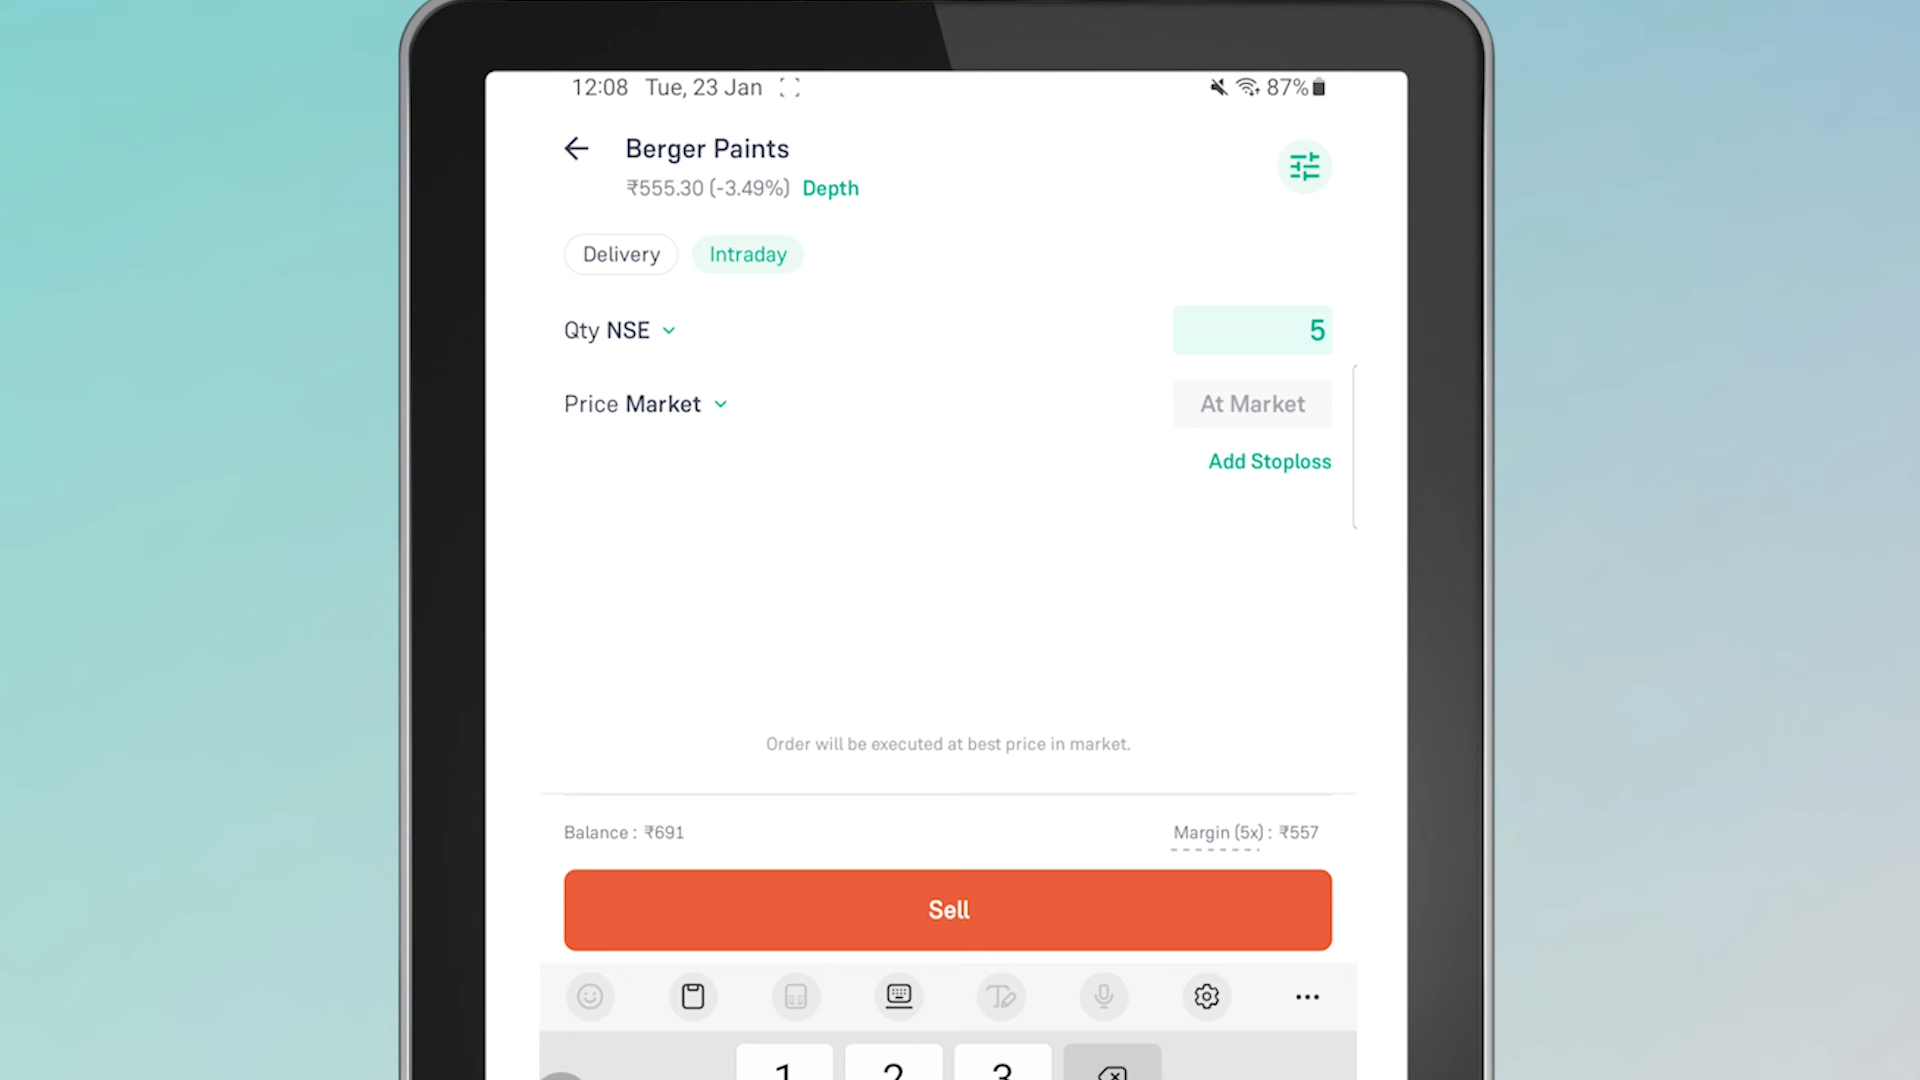 12:08 Tue, 23 Jan 87%
Berger Paints
₹555.30 (-3.49%) Depth
Delivery Intraday
Qty NSE 5
Price Market At Market
Add Stoploss
Order will be executed at best price in market.
Balance : ₹691 Margin (5x) : ₹557
Sell
1 2 3